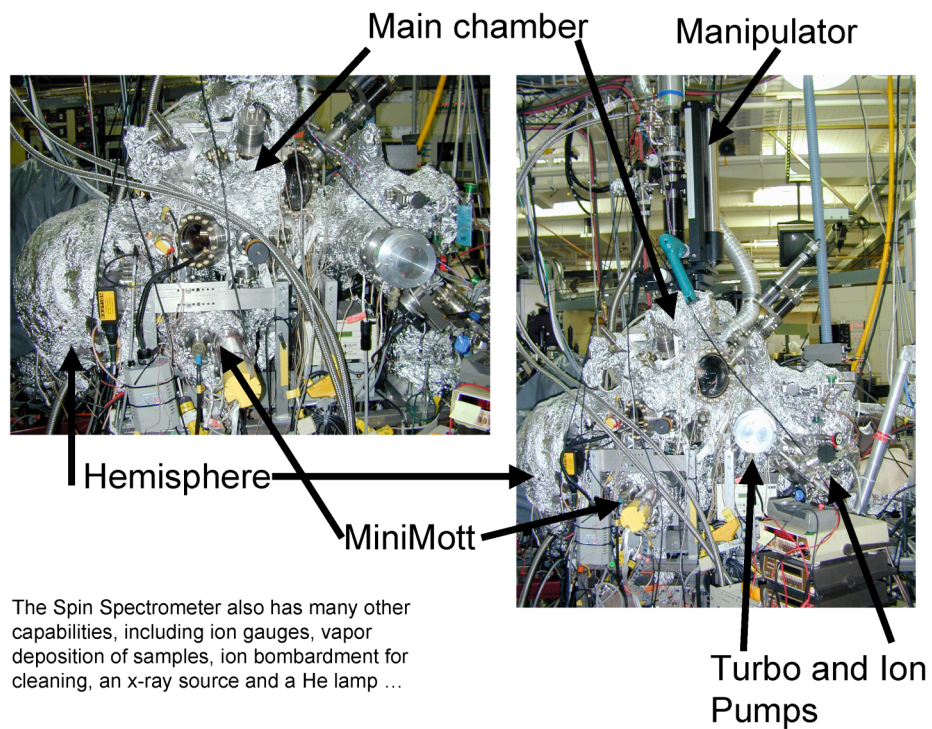 Main chamber
Manipulator
Hemisphere
MiniMott
The Spin Spectrometer also has many other
capabilities, including ion gauges, vapor
deposition of samples, ion bombardment for
cleaning, an x-ray source and a He lamp ...
Turbo and Ion
Pumps